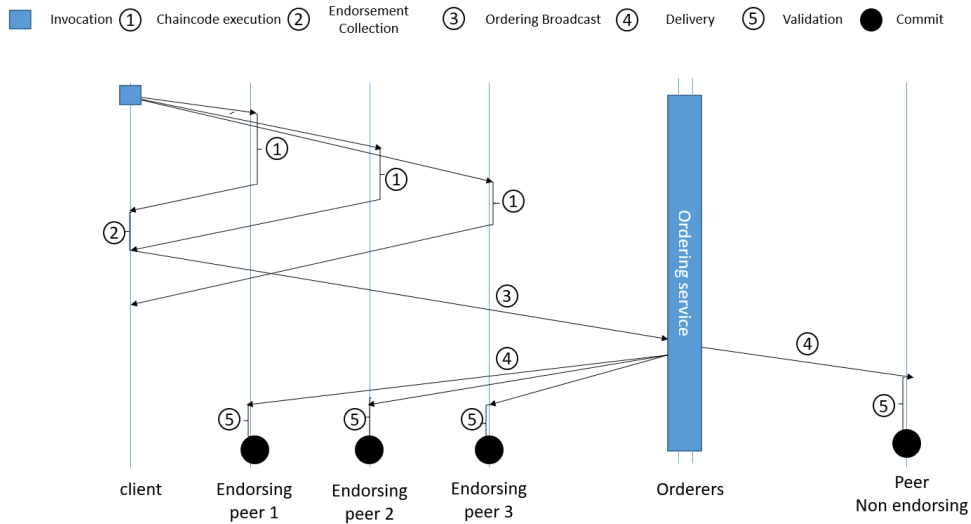 Invocation 1 Chaincode execution 2 Endorsement Collection 3 Ordering Broadcast 4 Delivery 5 Validation Commit
1
1
1
2
Ordering service
3
4
4
5
5
5
5
client
Endorsing
peer 1
Endorsing
peer 2
Endorsing
peer 3
Orderers
Peer
Non endorsing